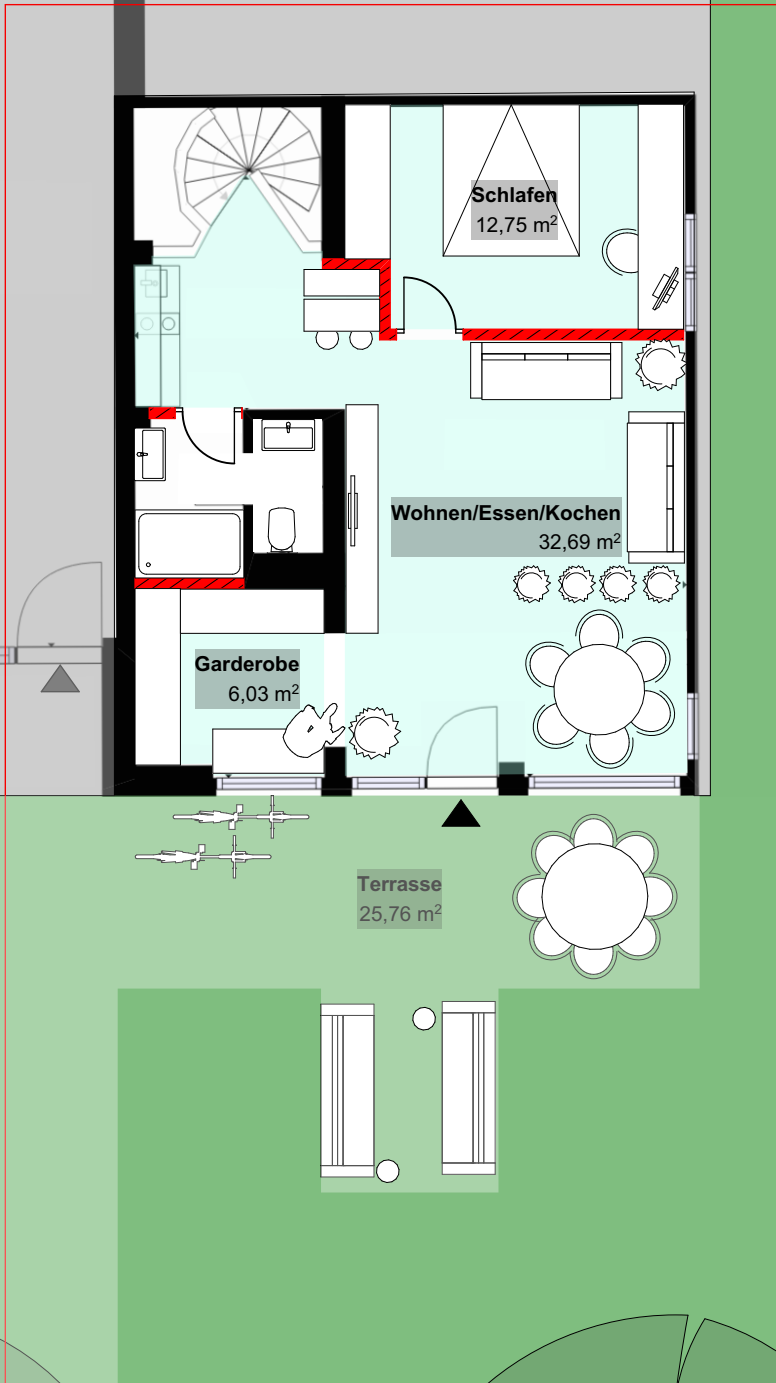 Schlafen
12,75 m²
Wohnen/Essen/Kochen
32,69 m²
Garderobe
6,03 m²
Terrasse
25,76 m²